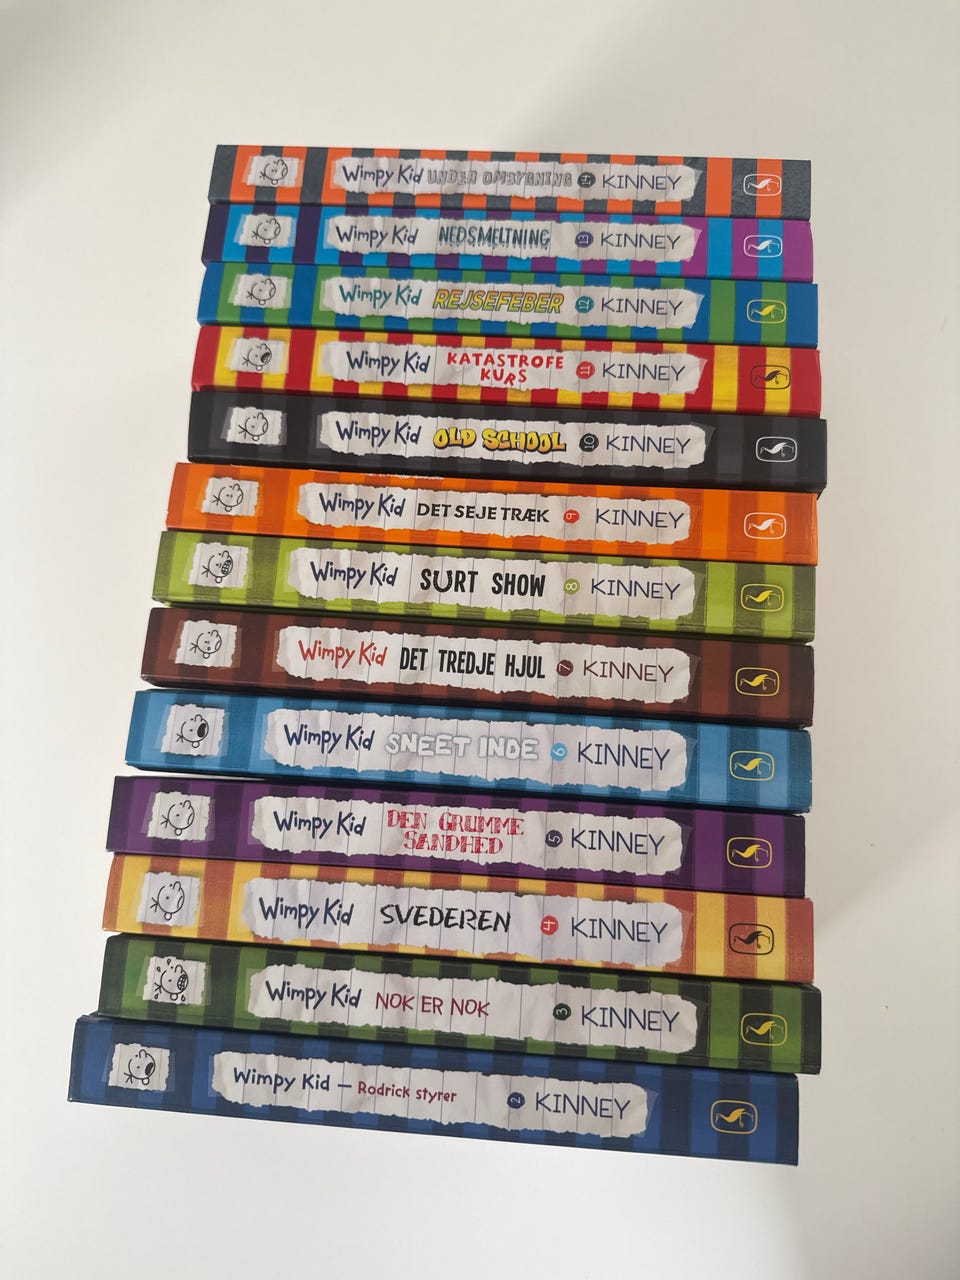 Wimpy Kid UNDER OMBYGNING 14 KINNEY
Wimpy Kid NEDSMELTNING 13 KINNEY
Wimpy Kid REJSEFEBER 12 KINNEY
Wimpy Kid KATASTROFE KURS 11 KINNEY
Wimpy Kid OLD SCHOOL 10 KINNEY
Wimpy Kid DET SEJE TRÆK 9 KINNEY
Wimpy Kid SURT SHOW 8 KINNEY
Wimpy Kid DET TREDJE HJUL 7 KINNEY
Wimpy Kid SNEET INDE 6 KINNEY
Wimpy Kid DEN GRUMME SANDHED 5 KINNEY
Wimpy Kid SVEDEREN 4 KINNEY
Wimpy Kid NOK ER NOK 3 KINNEY
Wimpy Kid – Rodrick styrer 2 KINNEY